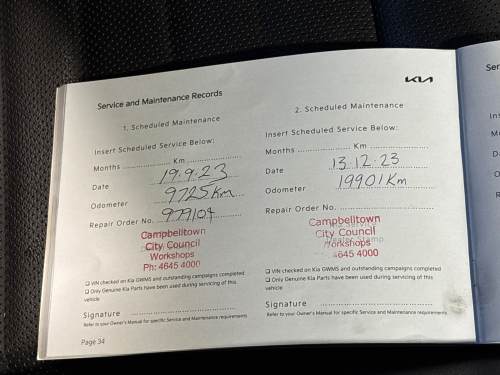 KIA
Service and Maintenance Records
1. Scheduled Maintenance
Insert Scheduled Service Below:
Months .................... Km ....................
Date 19.9.23
Odometer 9725 Km
Repair Order No. 979104
Campbelltown
City Council
Workshops
Ph: 4645 4000
❑ VIN checked on Kia GWMS and outstanding campaigns completed
❑ Only Genuine Kia Parts have been used during servicing of this
vehicle
Signature ........................................
Refer to your Owner's Manual for specific Service and Maintenance requirements
Page 34
2. Scheduled Maintenance
Insert Scheduled Service Below:
Months .................... Km ....................
Date 13.12.23
Odometer 19901 Km
Repair Order No. ....................
Campbelltown
City Council
Workshops
4645 4000
❑ VIN checked on Kia GWMS and outstanding campaigns completed
❑ Only Genuine Kia Parts have been used during servicing of this
vehicle
Signature ........................................
Refer to your Owner's Manual for specific Service and Maintenance requirements